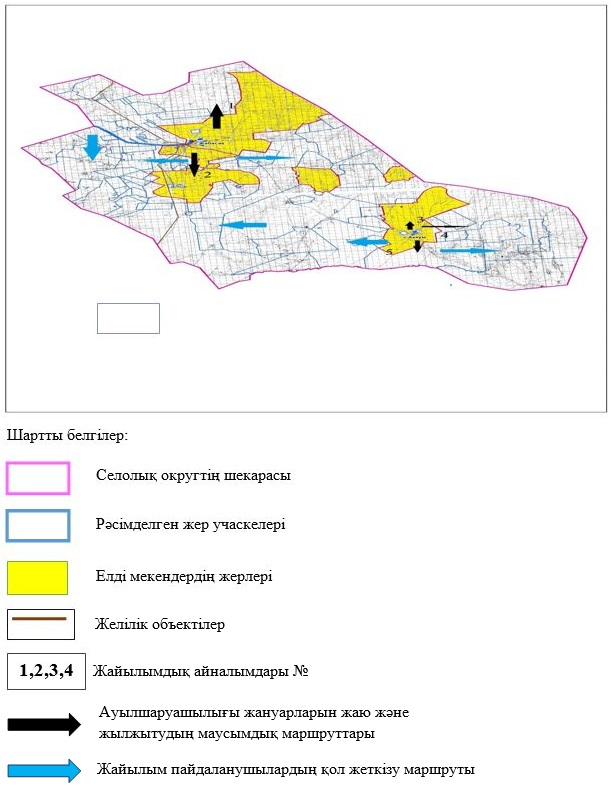 1
2
3
4
5
Шартты белгілер:
Селолық округтің шекарасы
Рәсімделген жер учаскелері
Елді мекендердің жерлері
Желілік объектілер
1,2,3,4 Жайылымдық айналымдары №
Ауылшаруашылығы жануарларын жаю және
жылжытудың маусымдық маршруттары
Жайылым пайдаланушылардың қол жеткізу маршруты